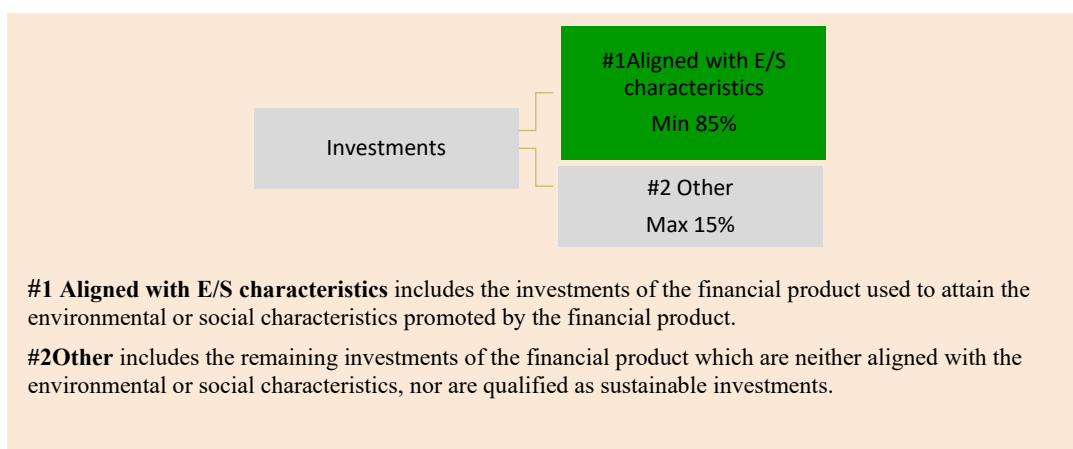 #1Aligned with E/S
characteristics
Min 85%
Investments
#2 Other
Max 15%
#1 Aligned with E/S characteristics includes the investments of the financial product used to attain the
environmental or social characteristics promoted by the financial product.
#2Other includes the remaining investments of the financial product which are neither aligned with the
environmental or social characteristics, nor are qualified as sustainable investments.